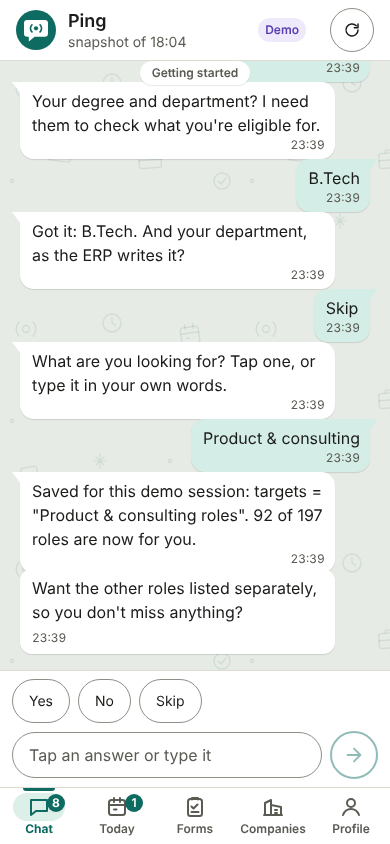 Ping
snapshot of 18:04
Demo
Getting started
23:39
Your degree and department? I need
them to check what you're eligible for.
23:39
B.Tech
23:39
Got it: B.Tech. And your department,
as the ERP writes it?
23:39
Skip
23:39
What are you looking for? Tap one, or
type it in your own words.
23:39
Product & consulting
23:39
Saved for this demo session: targets =
"Product & consulting roles". 92 of 197
roles are now for you.
23:39
Want the other roles listed separately,
so you don't miss anything?
23:39
Yes
No
Skip
Tap an answer or type it
8
1
Chat
Today
Forms
Companies
Profile